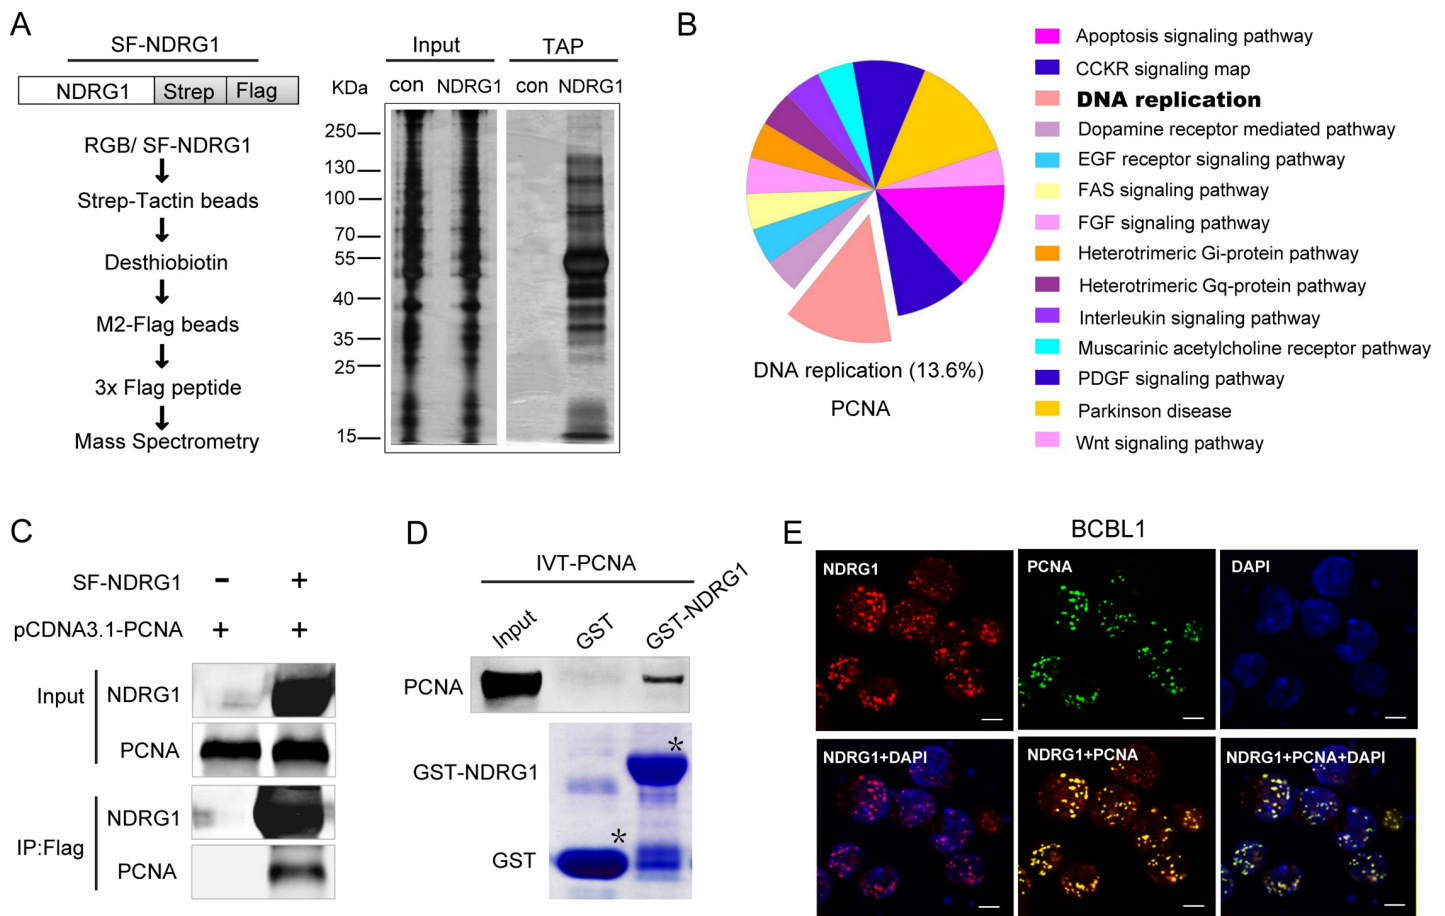 A
SF-NDRG1
NDRG1 Strep Flag
RGB/ SF-NDRG1
Strep-Tactin beads
Desthiobiotin
M2-Flag beads
3x Flag peptide
Mass Spectrometry
Input TAP
KDa con NDRG1 con NDRG1
250
130
100
70
55
40
35
25
15
B
DNA replication (13.6%)
PCNA
Apoptosis signaling pathway
CCKR signaling map
DNA replication
Dopamine receptor mediated pathway
EGF receptor signaling pathway
FAS signaling pathway
FGF signaling pathway
Heterotrimeric Gi-protein pathway
Heterotrimeric Gq-protein pathway
Interleukin signaling pathway
Muscarinic acetylcholine receptor pathway
PDGF signaling pathway
Parkinson disease
Wnt signaling pathway
C
SF-NDRG1 - +
pCDNA3.1-PCNA + +
Input
NDRG1
PCNA
IP:Flag
NDRG1
PCNA
D
IVT-PCNA
Input GST GST-NDRG1
PCNA
GST-NDRG1 *
GST *
E
BCBL1
NDRG1 PCNA DAPI
NDRG1+DAPI NDRG1+PCNA NDRG1+PCNA+DAPI